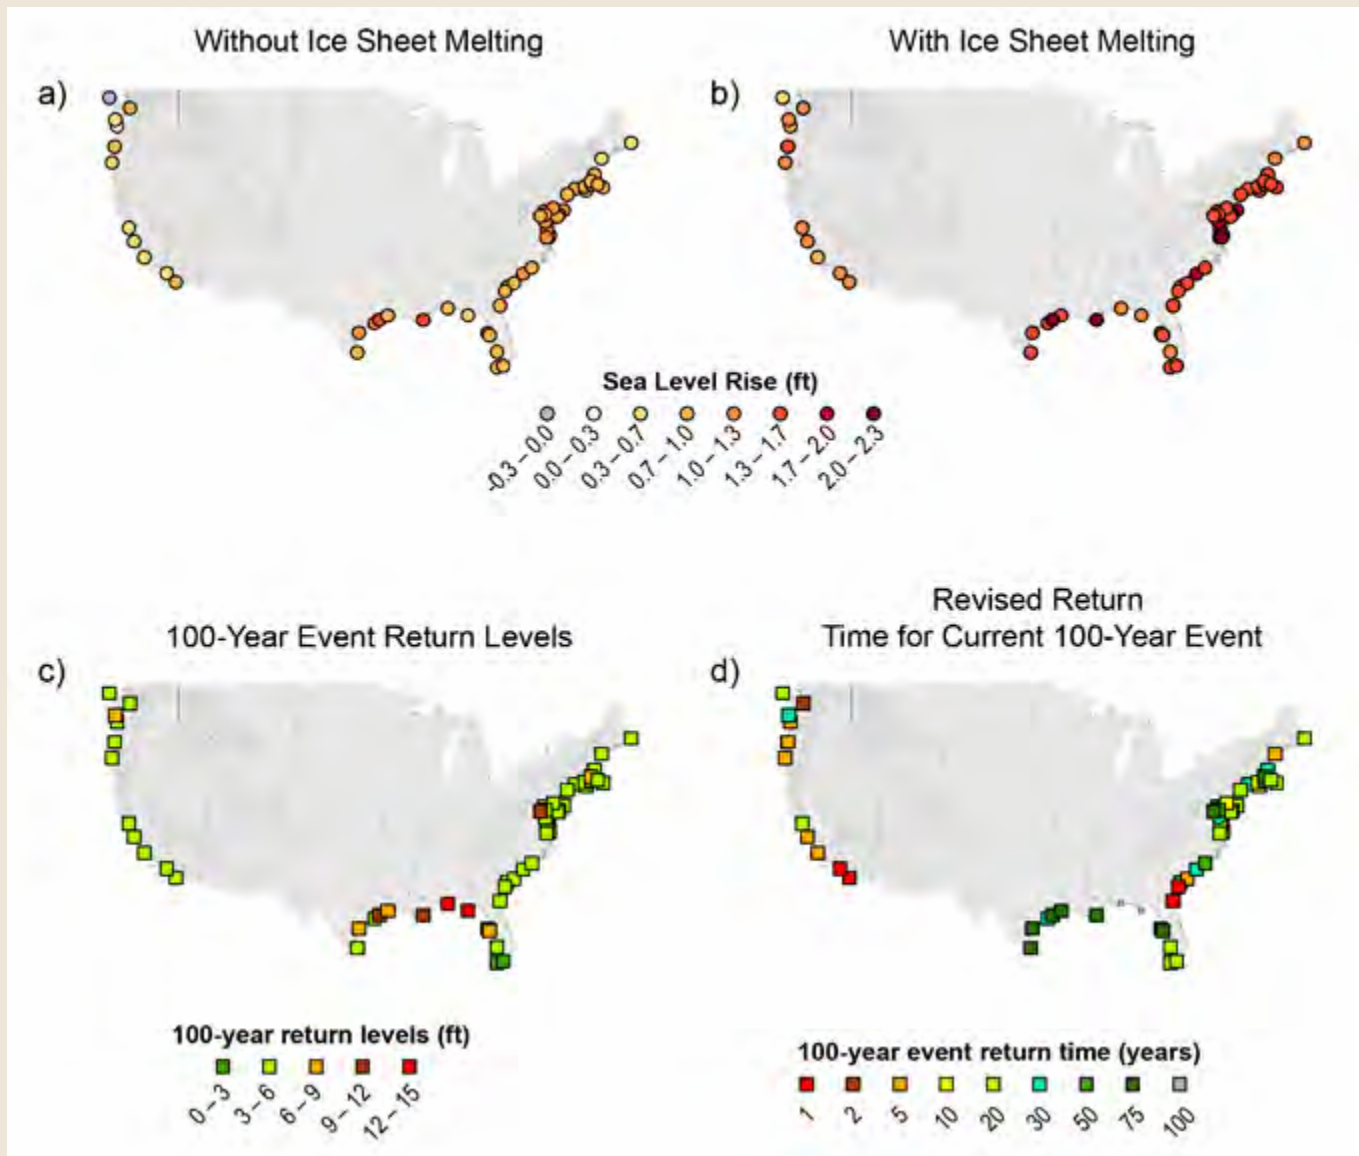 Without Ice Sheet Melting
With Ice Sheet Melting
a)
b)
Sea Level Rise (ft)
-0.3 – 0.0
0.0 – 0.3
0.3 – 0.7
0.7 – 1.0
1.0 – 1.3
1.3 – 1.7
1.7 – 2.0
2.0 – 2.3
100-Year Event Return Levels
Revised Return
Time for Current 100-Year Event
c)
d)
100-year return levels (ft)
0 – 3
3 – 6
6 – 9
9 – 12
12 – 15
100-year event return time (years)
1
2
5
10
20
30
50
75
100